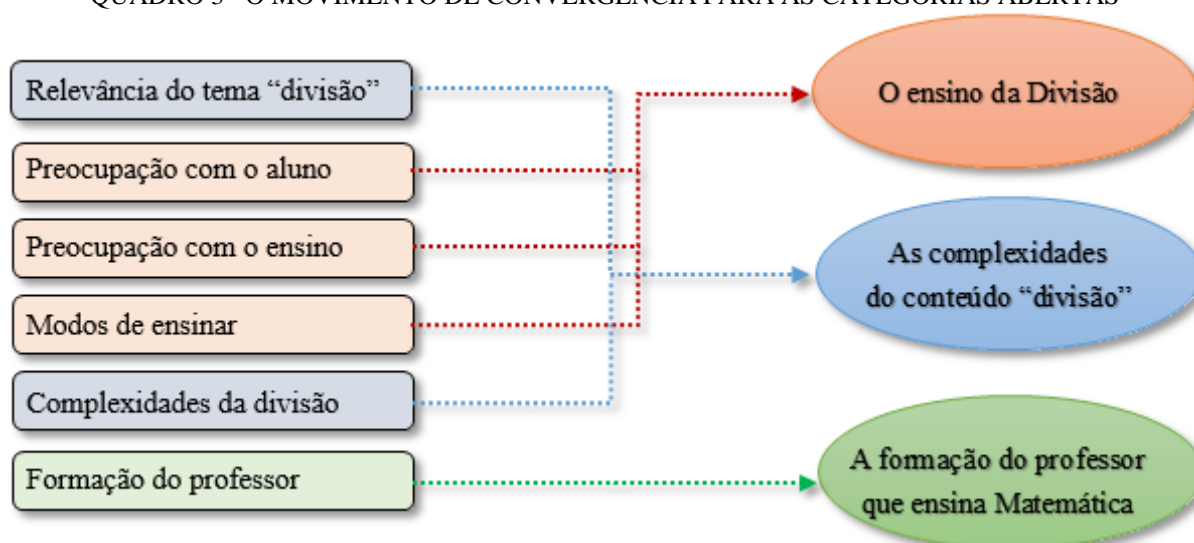 QUADRO 3 - O MOVIMENTO DE CONVERGÊNCIA PARA AS CATEGORIAS ABERTAS
Relevância do tema “divisão”
Preocupação com o aluno
Preocupação com o ensino
Modos de ensinar
Complexidades da divisão
Formação do professor
O ensino da Divisão
As complexidades
do conteúdo “divisão”
A formação do professor
que ensina Matemática